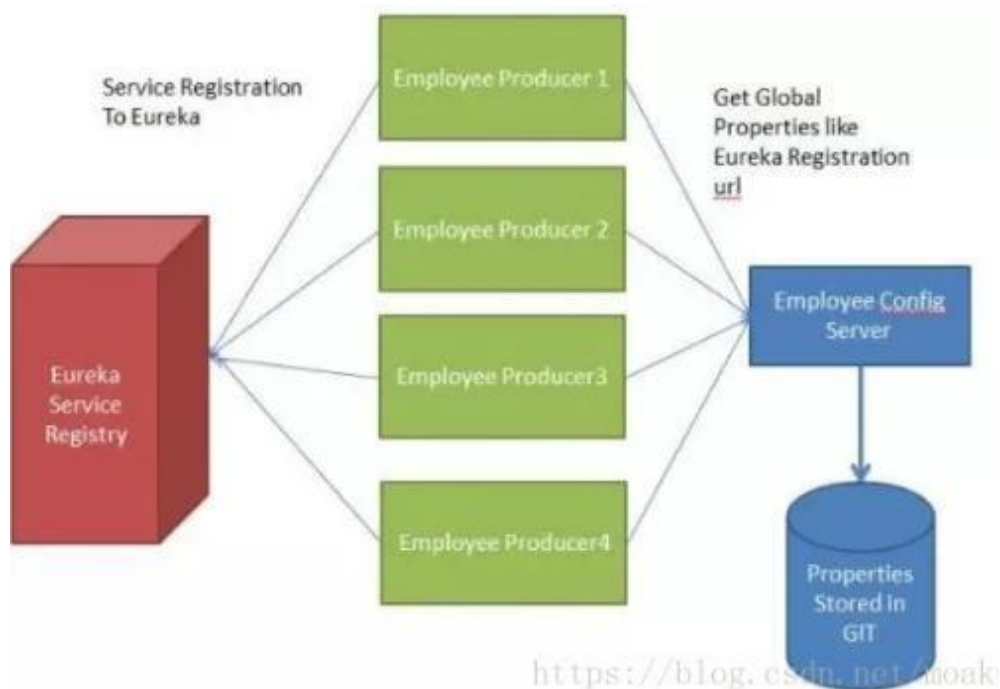 Service Registration
To Eureka
Employee Producer 1
Employee Producer 2
Employee Producer3
Employee Producer4
Eureka
Service
Registry
Get Global
Properties like
Eureka Registration
url
Employee Config
Server
Properties
Stored in
GIT
https://blog.csdn.net/moak